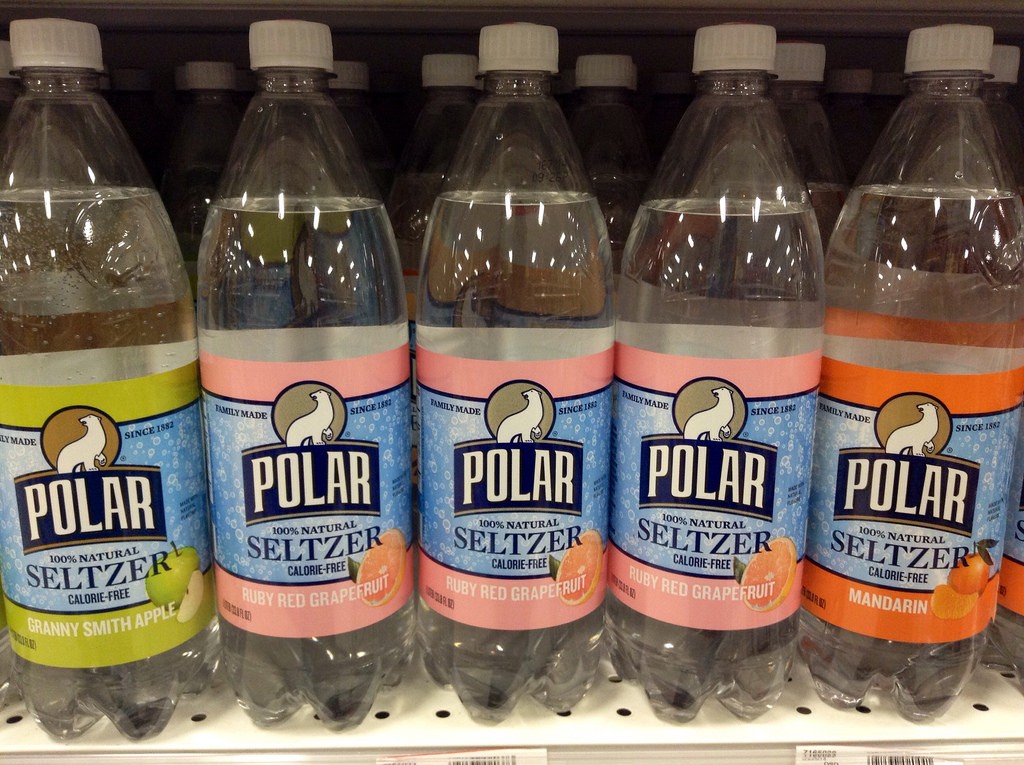 FAMILY MADE
SINCE 1882
POLAR
100% NATURAL
SELTZER
CALORIE-FREE
GRANNY SMITH APPLE
FAMILY MADE
SINCE 1882
POLAR
100% NATURAL
SELTZER
CALORIE-FREE
RUBY RED GRAPEFRUIT
FAMILY MADE
SINCE 1882
POLAR
100% NATURAL
SELTZER
CALORIE-FREE
RUBY RED GRAPEFRUIT
FAMILY MADE
SINCE 1882
POLAR
100% NATURAL
SELTZER
CALORIE-FREE
RUBY RED GRAPEFRUIT
FAMILY MADE
SINCE 1882
POLAR
100% NATURAL
SELTZER
CALORIE-FREE
MANDARIN